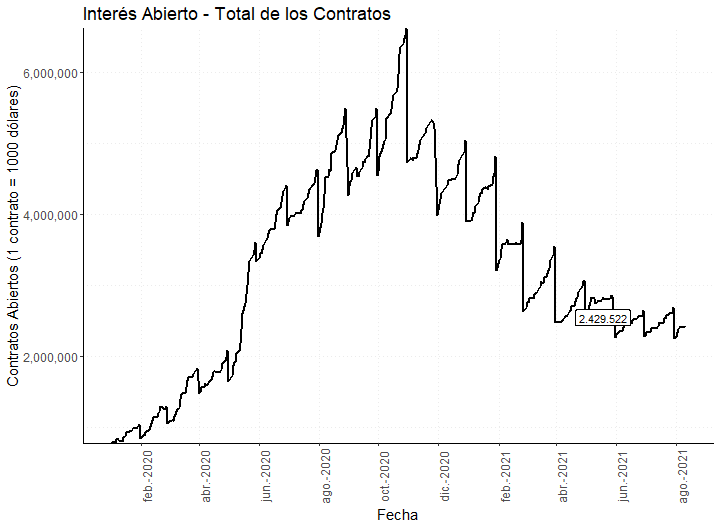 Interés Abierto - Total de los Contratos
Contratos Abiertos (1 contrato = 1000 dólares)
6,000,000
4,000,000
2,000,000
2.429.522
feb.-2020
abr.-2020
jun.-2020
ago.-2020
oct.-2020
dic.-2020
feb.-2021
abr.-2021
jun.-2021
ago.-2021
Fecha